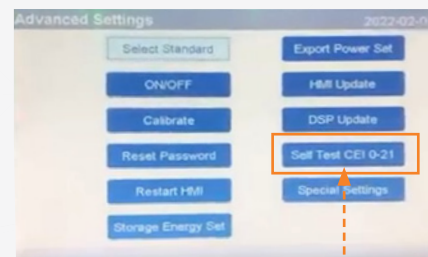 Advanced Settings 2022-02-0
Select Standard Export Power Set
ON/OFF HMI Update
Calibrate DSP Update
Reset Password Self Test CEI 0-21
Restart HMI Special Settings
Storage Energy Set